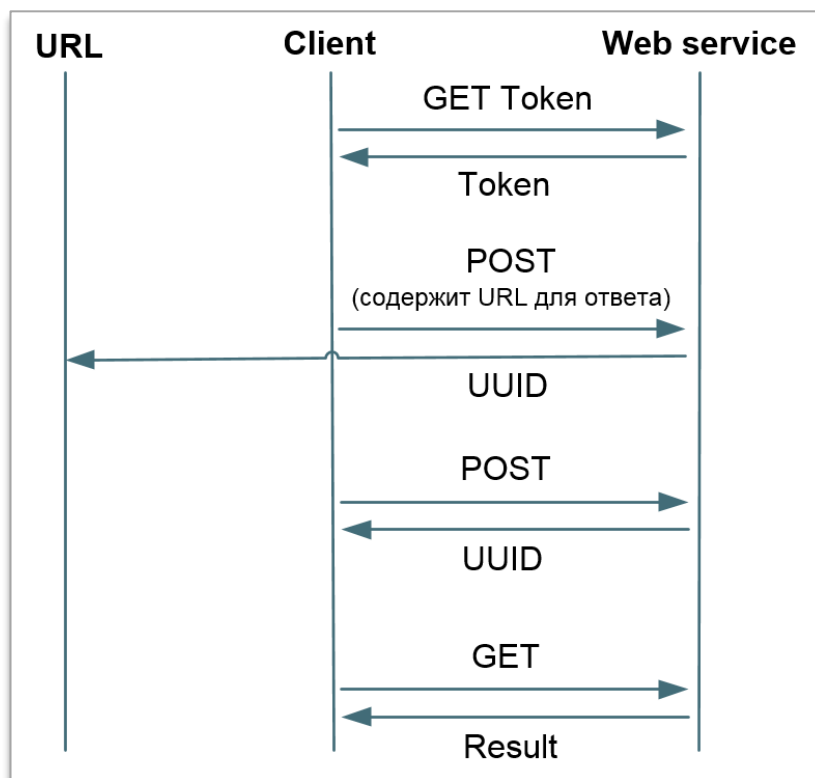 URL Client Web service
GET Token
Token
POST
(содержит URL для ответа)
UUID
POST
UUID
GET
Result